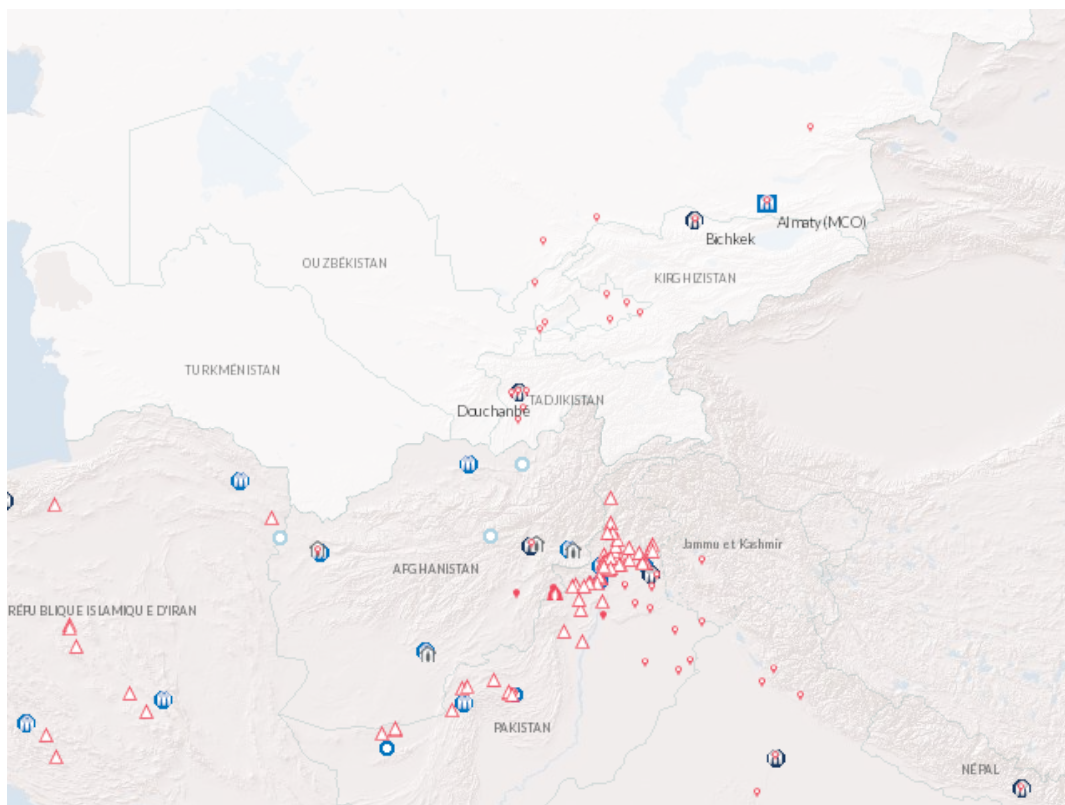 Almaty (MCO)
Bichkek
OUZBÉKISTAN
KIRGHIZISTAN
TURKMÉNISTAN
TADJIKISTAN
Douchanbé
Jammu et Kashmir
AFGHANISTAN
RÉPUBLIQUE ISLAMIQUE D'IRAN
PAKISTAN
NÉPAL